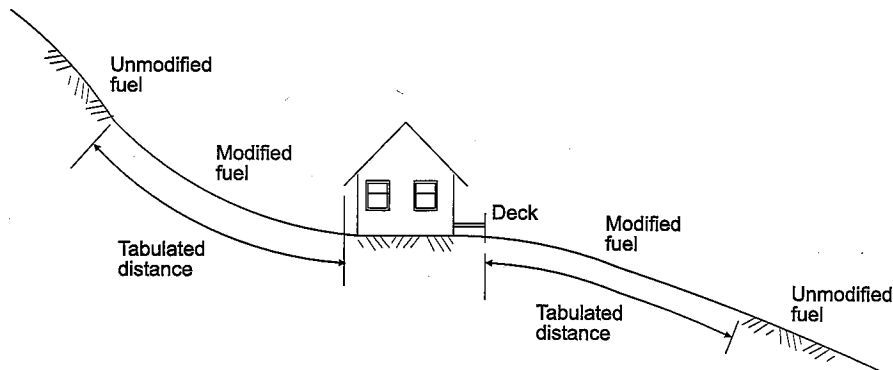 Unmodified
fuel
Modified
fuel
Deck
Modified
fuel
Tabulated
distance
Unmodified
fuel
Tabulated
distance